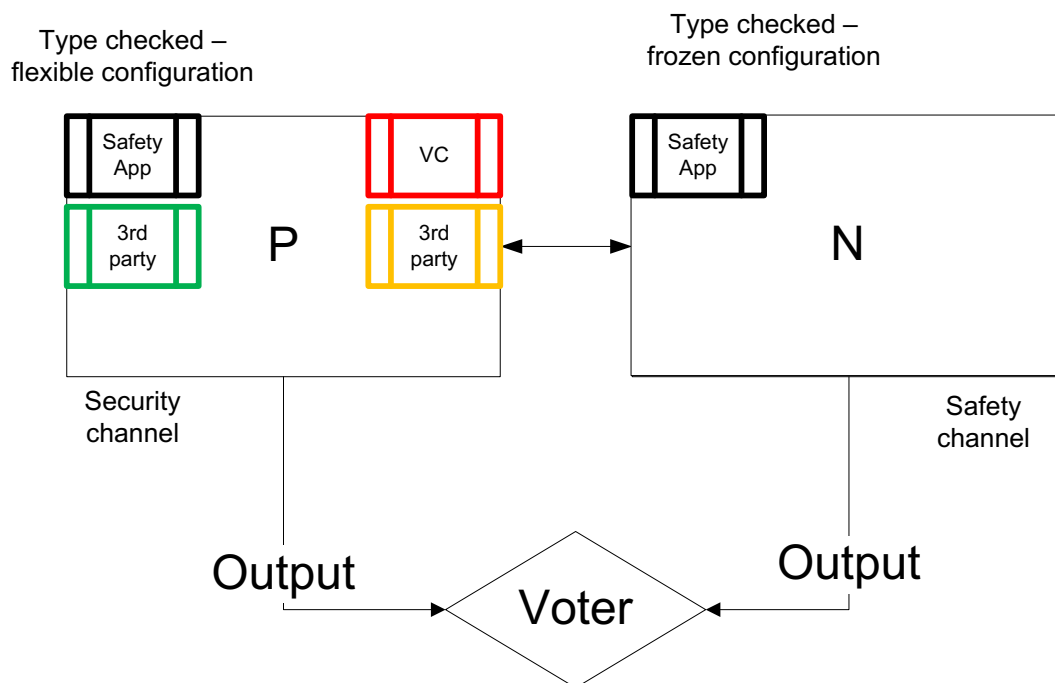 Type checked –
flexible configuration
Type checked –
frozen configuration
Safety
App
VC
Safety
App
3rd
party
P
3rd
party
N
Security
channel
Safety
channel
Output
Output
Voter